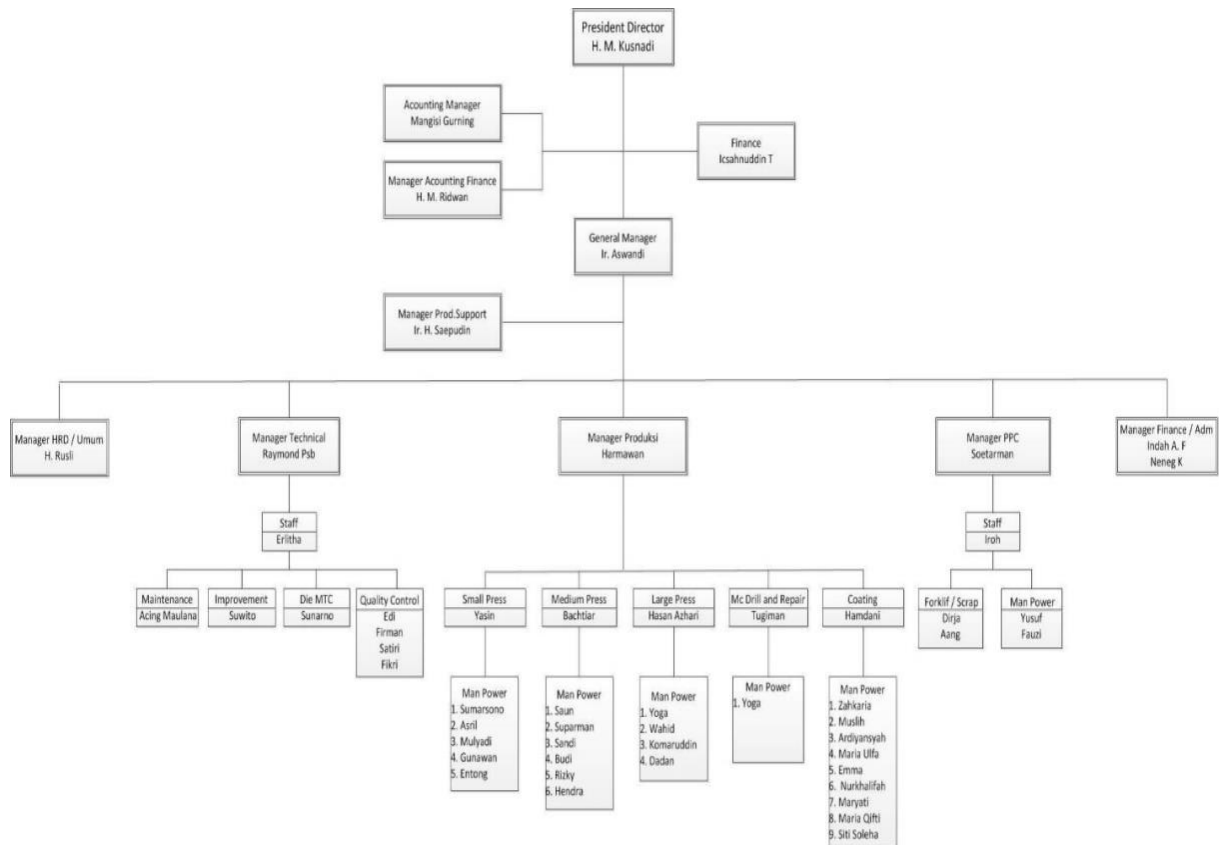 President Director
H. M. Kusnadi
Acounting Manager
Mangisi Gurning
Finance
Icsahnuddin T
Manager Acounting Finance
H. M. Ridwan
General Manager
Ir. Aswandi
Manager Prod.Support
Ir. H. Saepudin
Manager HRD / Umum
H. Rusli
Manager Technical
Raymond Psb
Manager Produksi
Harmawan
Manager PPC
Soetarman
Manager Finance / Adm
Indah A. F
Neneg K
Staff
Erlitha
Staff
Iroh
Maintenance
Acing Maulana
Improvement
Suwito
Die MTC
Sunarno
Quality Control
Edi
Firman
Satiri
Fikri
Small Press
Yasin
Medium Press
Bachtiar
Large Press
Hasan Azhari
Mc Drill and Repair
Tugiman
Coating
Hamdani
Forklif / Scrap
Dirja
Aang
Man Power
Yusuf
Fauzi
Man Power
1. Sumarsono
2. Asril
3. Mulyadi
4. Gunawan
5. Entong
Man Power
1. Saun
2. Suparman
3. Sandi
4. Budi
5. Rizky
6. Hendra
Man Power
1. Yoga
2. Wahid
3. Komaruddin
4. Dadan
Man Power
1. Yoga
Man Power
1. Zahkaria
2. Muslih
3. Ardiyansyah
4. Maria Ulfa
5. Emma
6. Nurkhalifah
7. Maryati
8. Maria Qifti
9. Siti Soleha